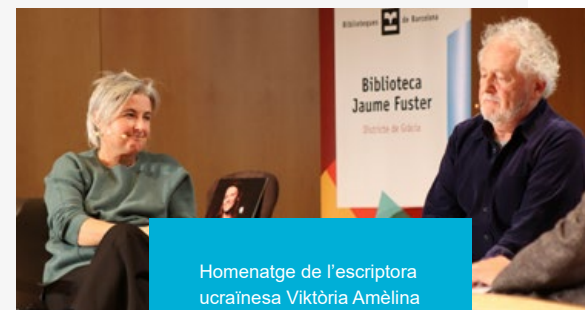 Biblioteques de Barcelona
Biblioteca
Jaume Fuster
Districte de Gràcia
Homenatge de l'escriptora
ucraïnesa Viktòria Amèlina